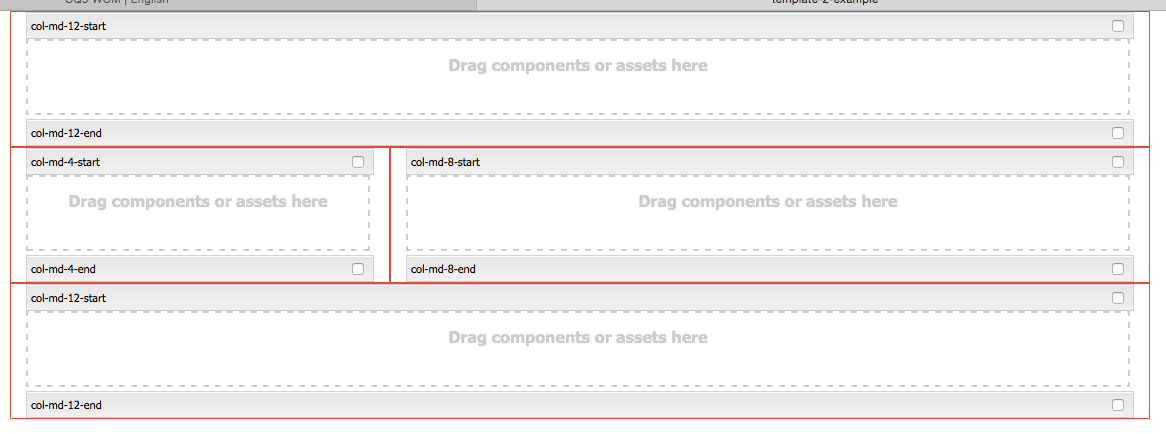 CQ5 WCM | English
template-2-example
col-md-12-start
Drag components or assets here
col-md-12-end
col-md-4-start
col-md-8-start
Drag components or assets here
Drag components or assets here
col-md-4-end
col-md-8-end
col-md-12-start
Drag components or assets here
col-md-12-end